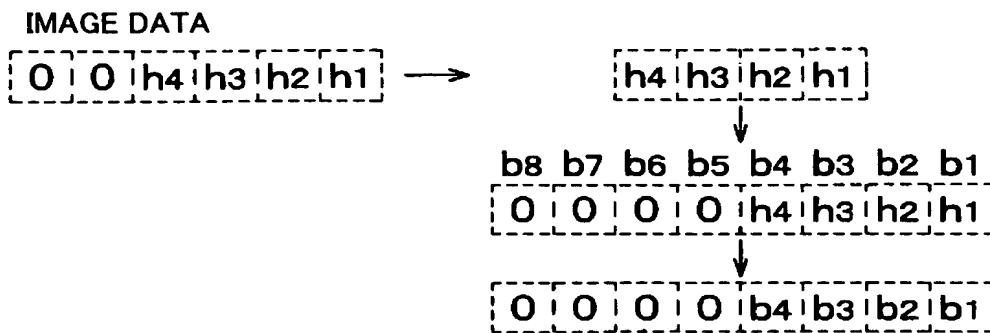 IMAGE DATA
0 0 h4 h3 h2 h1
h4 h3 h2 h1
b8 b7 b6 b5 b4 b3 b2 b1
0 0 0 0 h4 h3 h2 h1
0 0 0 0 b4 b3 b2 b1